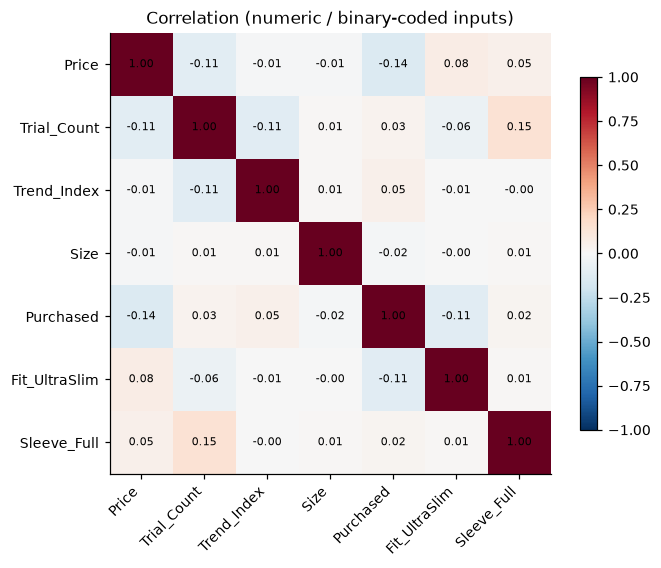 Correlation (numeric / binary-coded inputs)
Price 1.00 -0.11 -0.01 -0.01 -0.14 0.08 0.05
Trial_Count -0.11 1.00 -0.11 0.01 0.03 -0.06 0.15
Trend_Index -0.01 -0.11 1.00 0.01 0.05 -0.01 -0.00
Size -0.01 0.01 0.01 1.00 -0.02 -0.00 0.01
Purchased -0.14 0.03 0.05 -0.02 1.00 -0.11 0.02
Fit_UltraSlim 0.08 -0.06 -0.01 -0.00 -0.11 1.00 0.01
Sleeve_Full 0.05 0.15 -0.00 0.01 0.02 0.01 1.00
Price Trial_Count Trend_Index Size Purchased Fit_UltraSlim Sleeve_Full
1.00
0.75
0.50
0.25
0.00
−0.25
−0.50
−0.75
−1.00